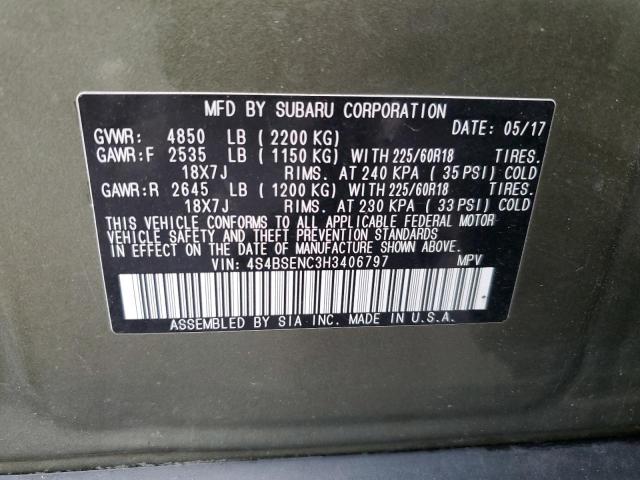 MFD BY SUBARU CORPORATION
GVWR: 4850 LB (2200 KG) DATE: 05/17
GAWR:F 2535 LB (1150 KG) WITH 225/60R18 TIRES.
18X7J RIMS. AT 240 KPA (35 PSI) COLD
GAWR:R 2645 LB (1200 KG) WITH 225/60R18 TIRES.
18X7J RIMS. AT 230 KPA (33 PSI) COLD
THIS VEHICLE CONFORMS TO ALL APPLICABLE FEDERAL MOTOR
VEHICLE SAFETY AND THEFT PREVENTION STANDARDS
IN EFFECT ON THE DATE OF MANUFACTURE SHOWN ABOVE.
VIN: 4S4BSENC3H3406797 MPV
ASSEMBLED BY SIA INC. MADE IN U.S.A.